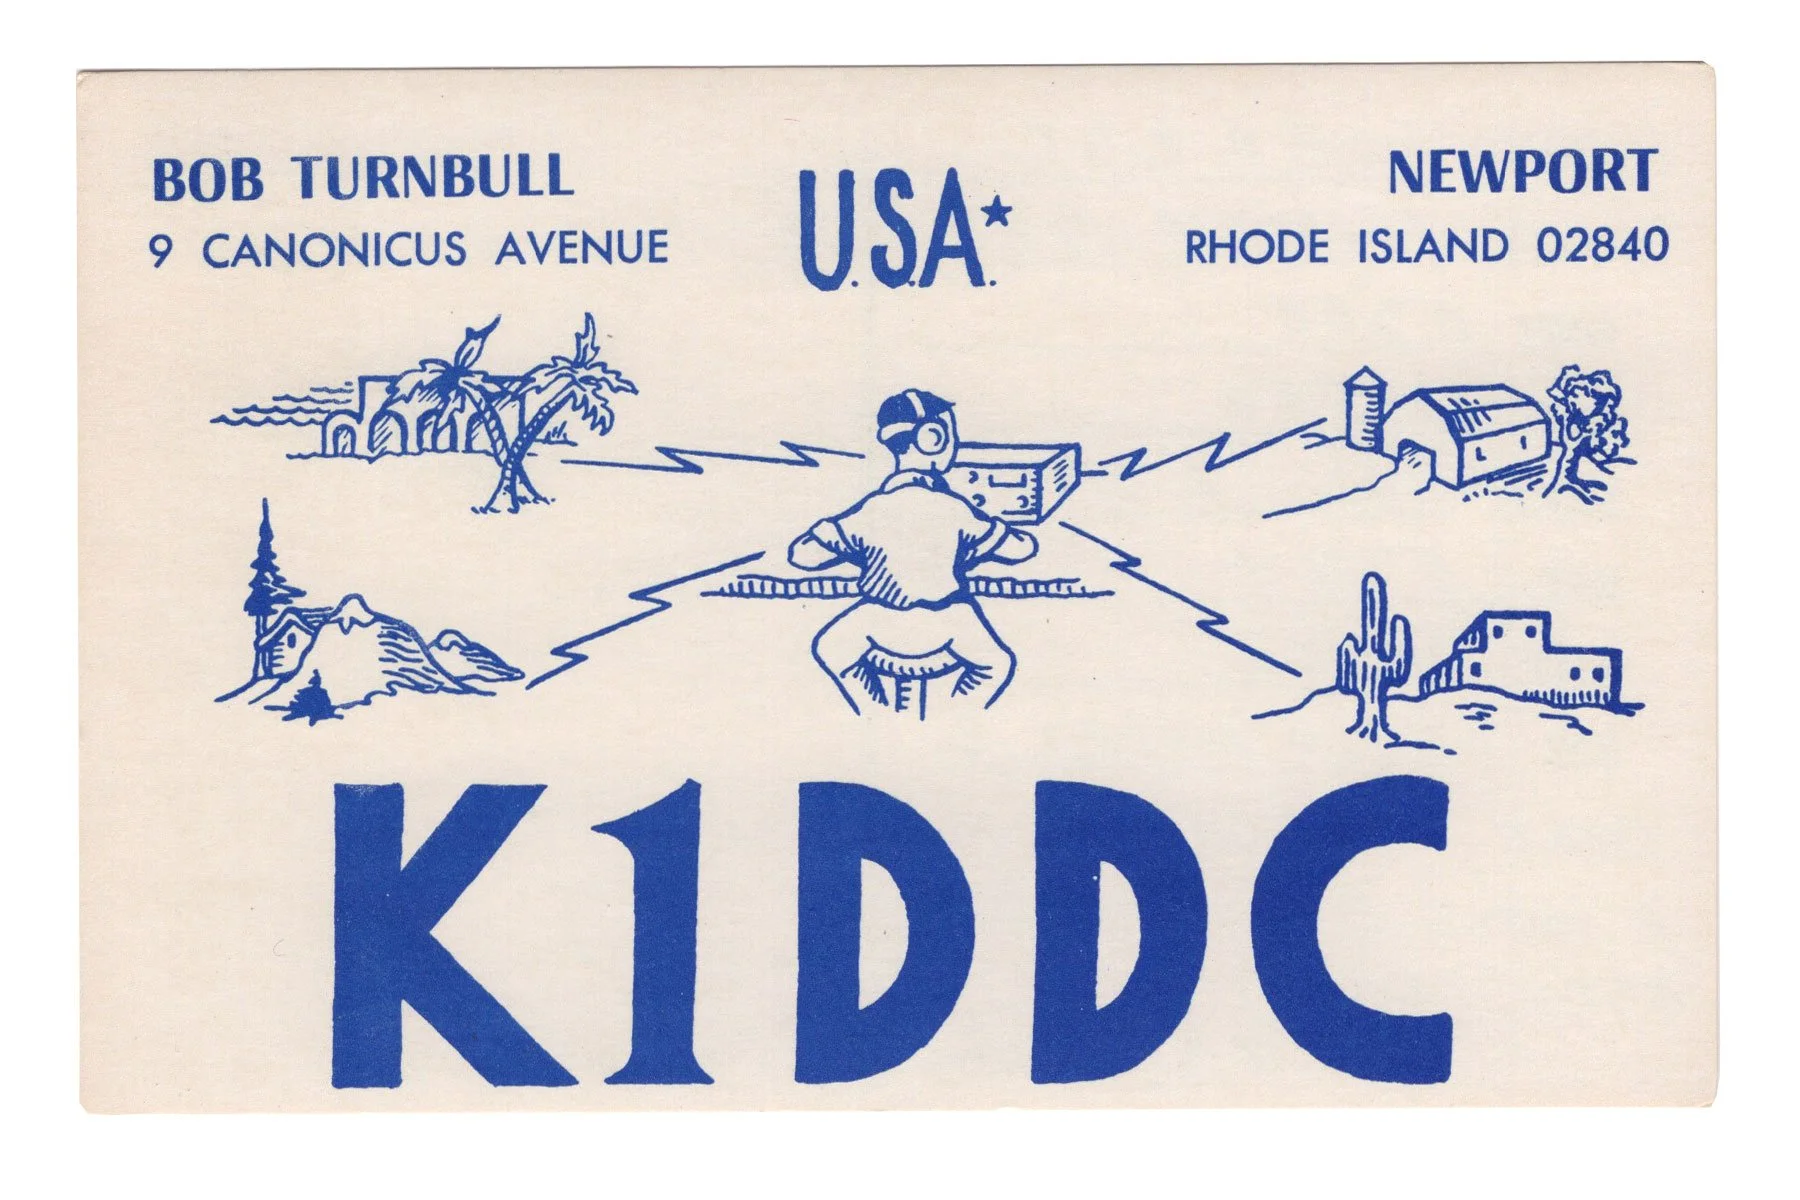 BOB TURNBULL
9 CANONICUS AVENUE
U.S.A.*
NEWPORT
RHODE ISLAND 02840
K1DDC